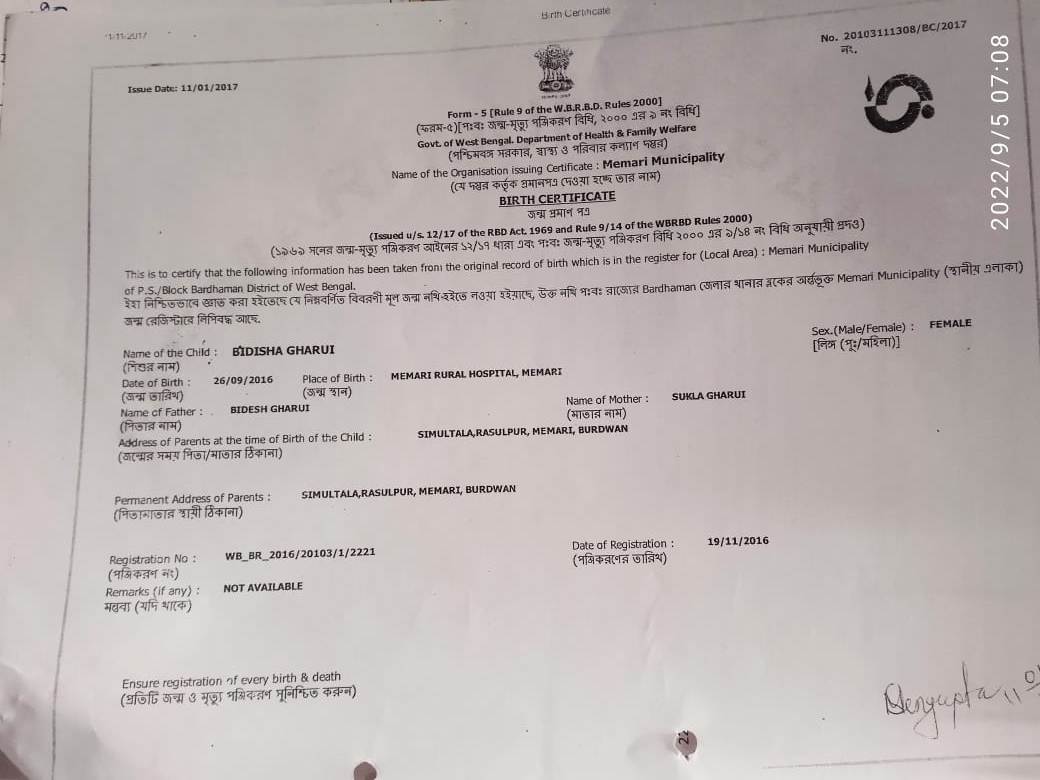 Birth Certificate
1/11/2017
No. 20103111308/BC/2017
নং.
Issue Date: 11/01/2017
Form - 5 [Rule 9 of the W.B.R.B.D. Rules 2000]
(ফরম-৫)[পঃবঃ জন্ম-মৃত্যু পঞ্জিকরণ বিধি, ২০০০ এর ৯ নং বিধি]
Govt. of West Bengal. Department of Health & Family Welfare
(পশ্চিমবঙ্গ সরকার, স্বাস্থ্য ও পরিবার কল্যাণ দপ্তর)
Name of the Organisation issuing Certificate : Memari Municipality
(যে দপ্তর কর্তৃক প্রমানপত্র দেওয়া হচ্ছে তার নাম)
BIRTH CERTIFICATE
জন্ম প্রমাণ পত্র
(Issued u/s. 12/17 of the RBD Act, 1969 and Rule 9/14 of the WBRBD Rules 2000)
(১৯৬৯ সনের জন্ম-মৃত্যু পঞ্জিকরণ আইনের ১২/১৭ ধারা এবং পঃবঃ জন্ম-মৃত্যু পঞ্জিকরণ বিধি ২০০০ এর ৯/১৪ নং বিধি অনুযায়ী প্রদত্ত)
This is to certify that the following information has been taken from the original record of birth which is in the register for (Local Area) : Memari Municipality
of P.S./Block Bardhaman District of West Bengal.
ইহা নিশ্চিতভাবে জ্ঞাত করা হইতেছে যে নিম্নবর্ণিত বিবরণী মূল জন্ম নথি হইতে নওয়া হইয়াছে, উক্ত নথি পঃবঃ রাজ্যের Bardhaman (জেলার থানার ব্লকের অর্ন্তভূক্ত Memari Municipality (স্থানীয় এলাকা)
জন্ম রেজিস্টারে লিপিবদ্ধ আছে.
Name of the Child : BIDISHA GHARUI
Sex.(Male/Female) : FEMALE
(শিশুর নাম)
[লিঙ্গ (পুঃ/মহিলা)]
Date of Birth : 26/09/2016 Place of Birth : MEMARI RURAL HOSPITAL, MEMARI
(জন্ম তারিখ) (জন্ম স্থান)
Name of Father : BIDESH GHARUI Name of Mother : SUKLA GHARUI
(পিতার নাম) (মাতার নাম)
Address of Parents at the time of Birth of the Child : SIMULTALA,RASULPUR, MEMARI, BURDWAN
(জন্মের সময় পিতা/মাতার ঠিকানা)
Permanent Address of Parents : SIMULTALA,RASULPUR, MEMARI, BURDWAN
(পিতামাতার স্থায়ী ঠিকানা)
Registration No : WB_BR_2016/20103/1/2221 Date of Registration : 19/11/2016
(পঞ্জিকরণ নং) (পঞ্জিকরণের তারিখ)
Remarks (if any) : NOT AVAILABLE
মন্তব্য (যদি থাকে)
Ensure registration of every birth & death
(প্রতিটি জন্ম ও মৃত্যু পঞ্জিকরণ সুনিশ্চিত করুন)
Sengupta
22
2022/9/5 07:08